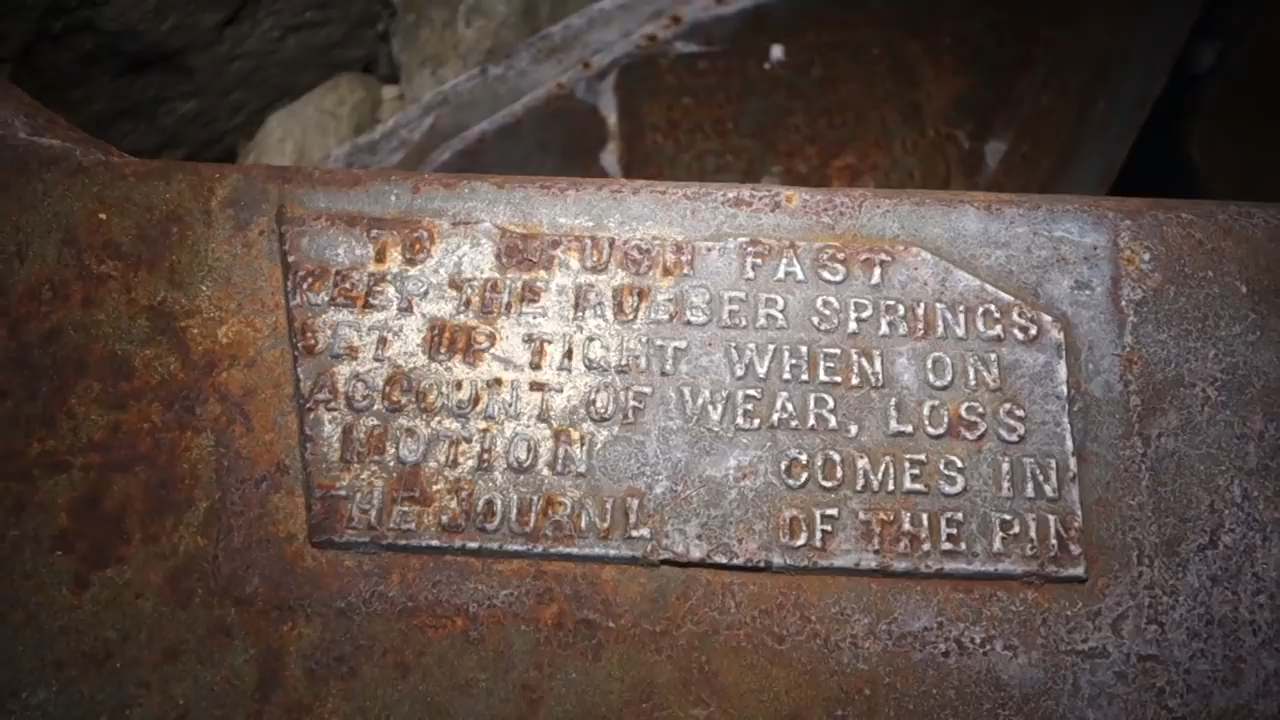 TO CRUSH FAST
KEEP THE RUBBER SPRINGS
SET UP TIGHT WHEN ON
ACCOUNT OF WEAR, LOSS
MOTION COMES IN
THE JOURNL OF THE PIN